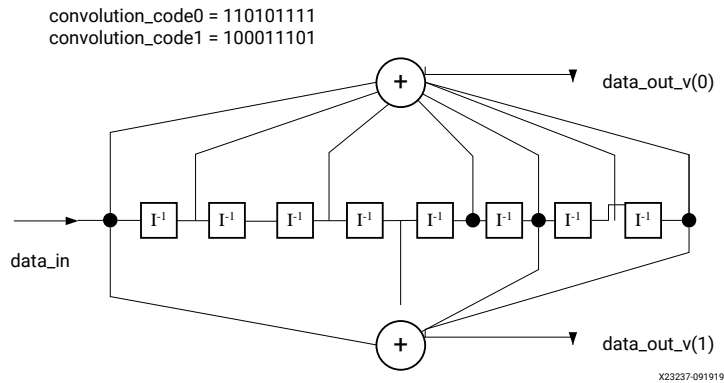 convolution_code0 = 110101111
convolution_code1 = 100011101
+
data_out_v(0)
I-1 I-1 I-1 I-1 I-1 I-1 I-1 I-1
data_in
+
data_out_v(1)
X23237-091919